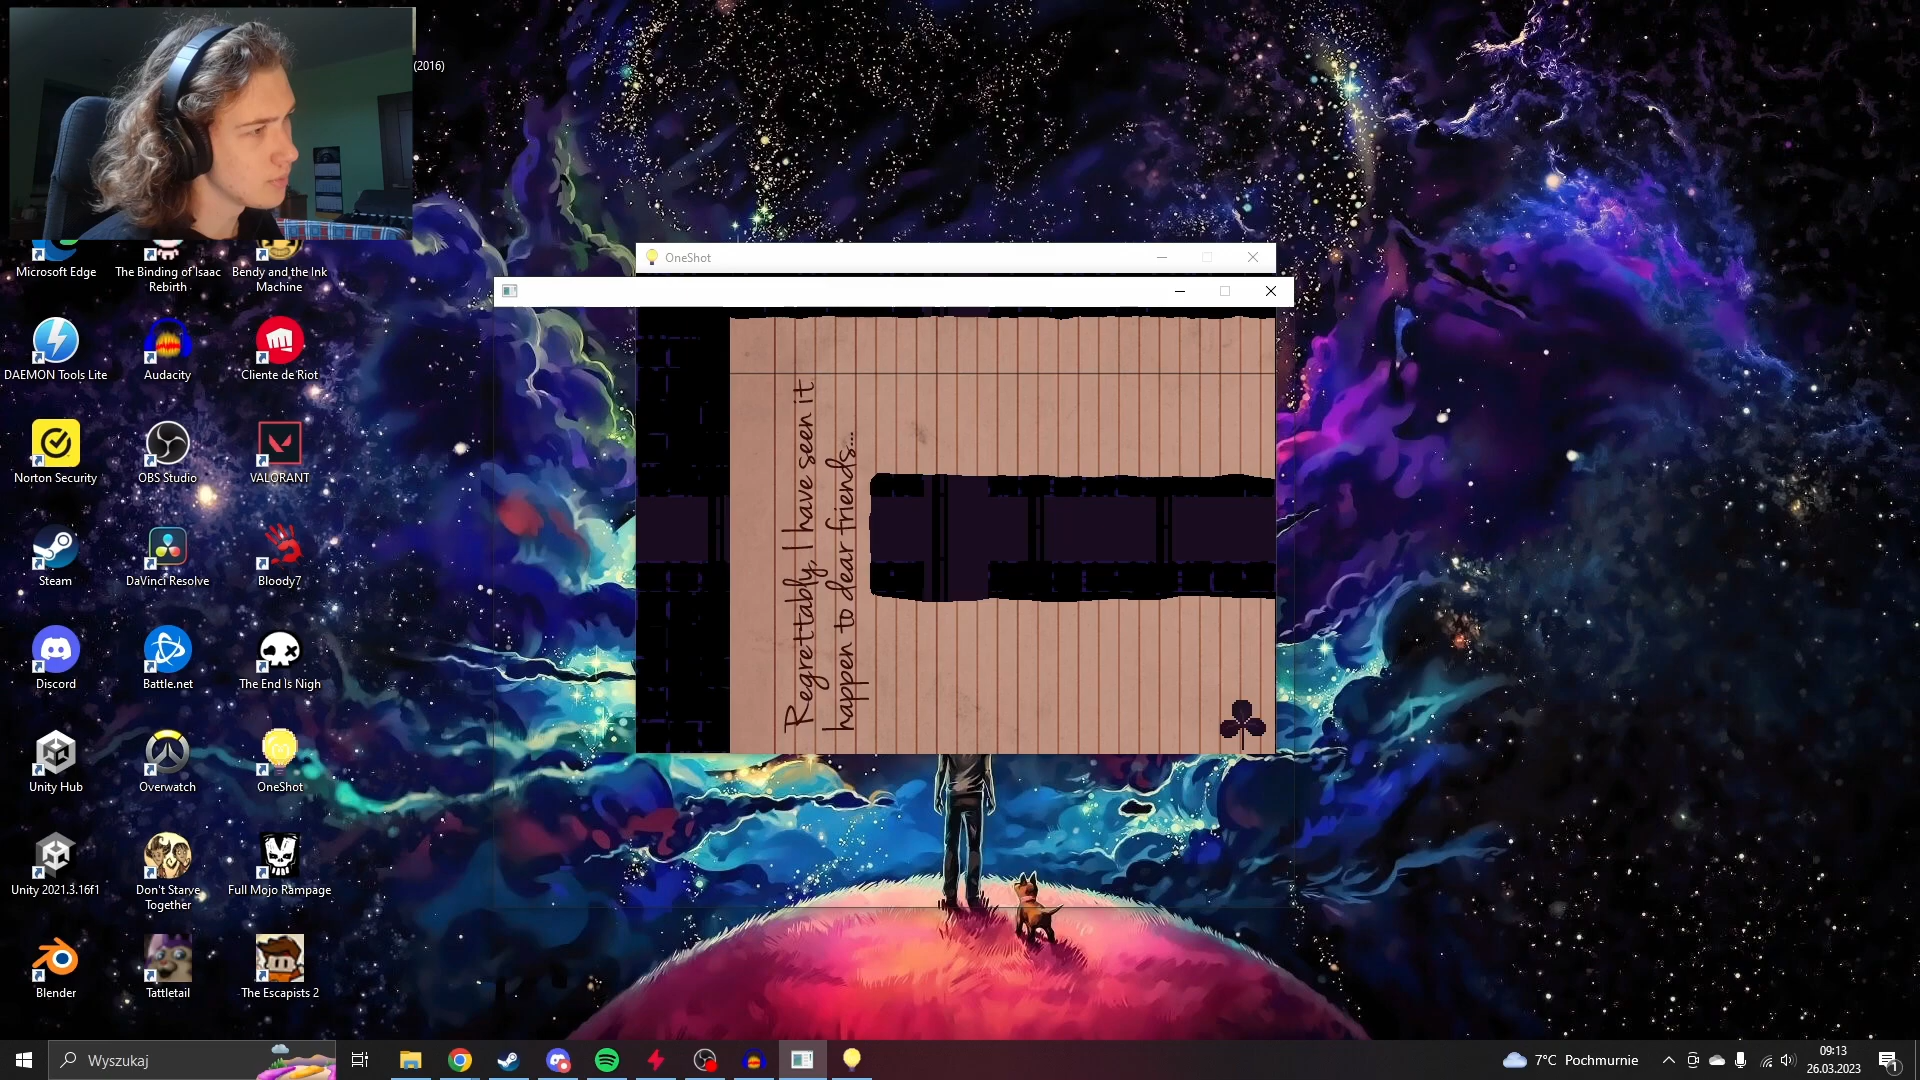 (2016)
Microsoft Edge
The Binding of Isaac
Rebirth
Bendy and the Ink
Machine
DAEMON Tools Lite
Audacity
Cliente de Riot
Norton Security
OBS Studio
VALORANT
Steam
DaVinci Resolve
Bloody7
Discord
Battle.net
The End Is Nigh
Unity Hub
Overwatch
OneShot
Unity 2021.3.16f1
Don't Starve
Together
Full Mojo Rampage
Blender
Tattletail
The Escapists 2
OneShot
Regrettably, I have seen it
happen to dear friends...
Wyszukaj
7°C Pochmurnie
09:13
26.03.2023
1